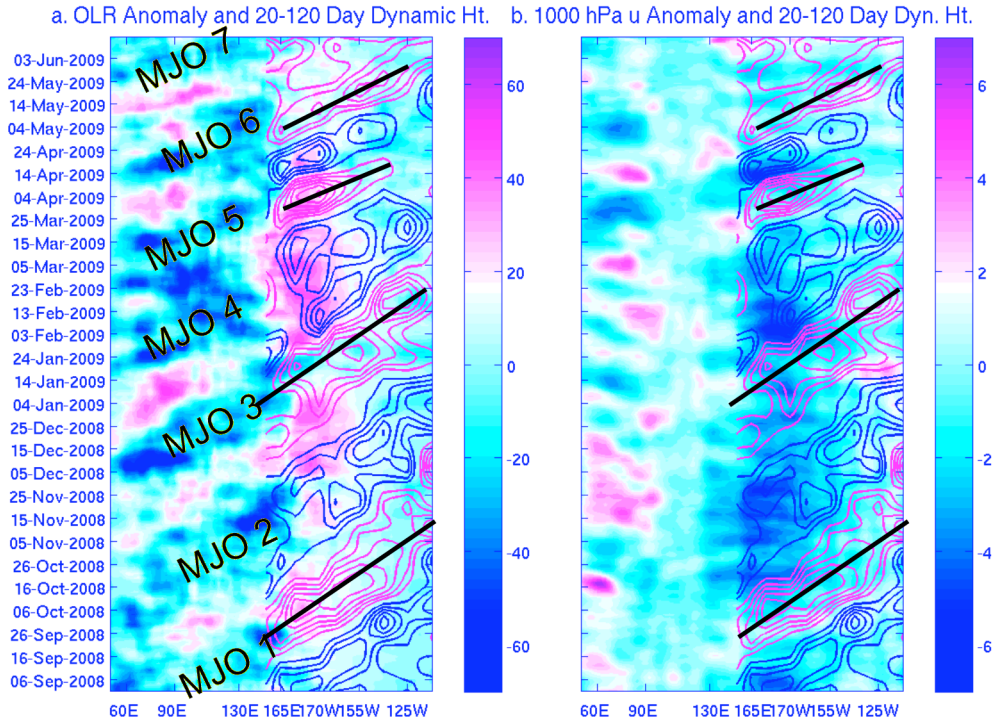 a. OLR Anomaly and 20-120 Day Dynamic Ht.
b. 1000 hPa u Anomaly and 20-120 Day Dyn. Ht.
03-Jun-2009
24-May-2009
14-May-2009
04-May-2009
24-Apr-2009
14-Apr-2009
04-Apr-2009
25-Mar-2009
15-Mar-2009
05-Mar-2009
23-Feb-2009
13-Feb-2009
03-Feb-2009
24-Jan-2009
14-Jan-2009
04-Jan-2009
25-Dec-2008
15-Dec-2008
05-Dec-2008
25-Nov-2008
15-Nov-2008
05-Nov-2008
26-Oct-2008
16-Oct-2008
06-Oct-2008
26-Sep-2008
16-Sep-2008
06-Sep-2008
MJO 7
MJO 6
MJO 5
MJO 4
MJO 3
MJO 2
MJO 1
60E 90E 130E 165E 170W 155W 125W
60
40
20
0
-20
-40
-60
60E 90E 130E 165E 170W 155W 125W
6
4
2
0
-2
-4
-6